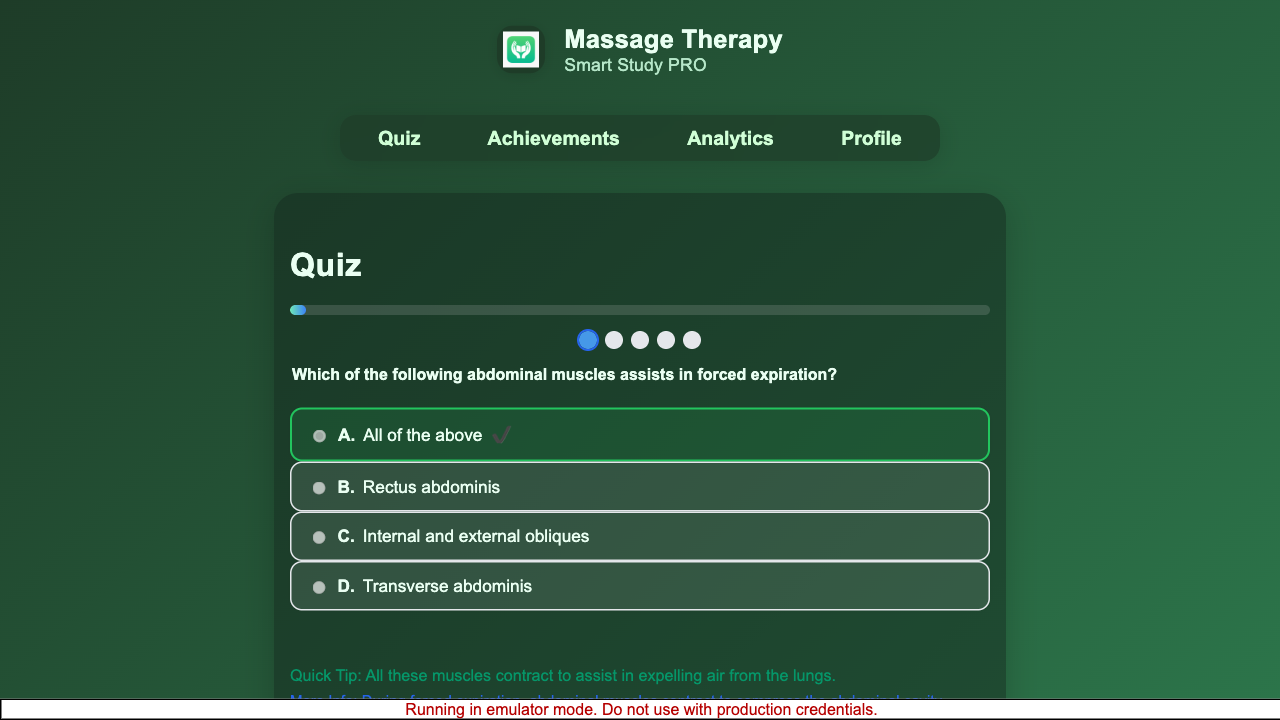 Massage Therapy
Smart Study PRO
Quiz
Achievements
Analytics
Profile
Quiz
Which of the following abdominal muscles assists in forced expiration?
A. All of the above ✔
B. Rectus abdominis
C. Internal and external obliques
D. Transverse abdominis
Quick Tip: All these muscles contract to assist in expelling air from the lungs.
Running in emulator mode. Do not use with production credentials.